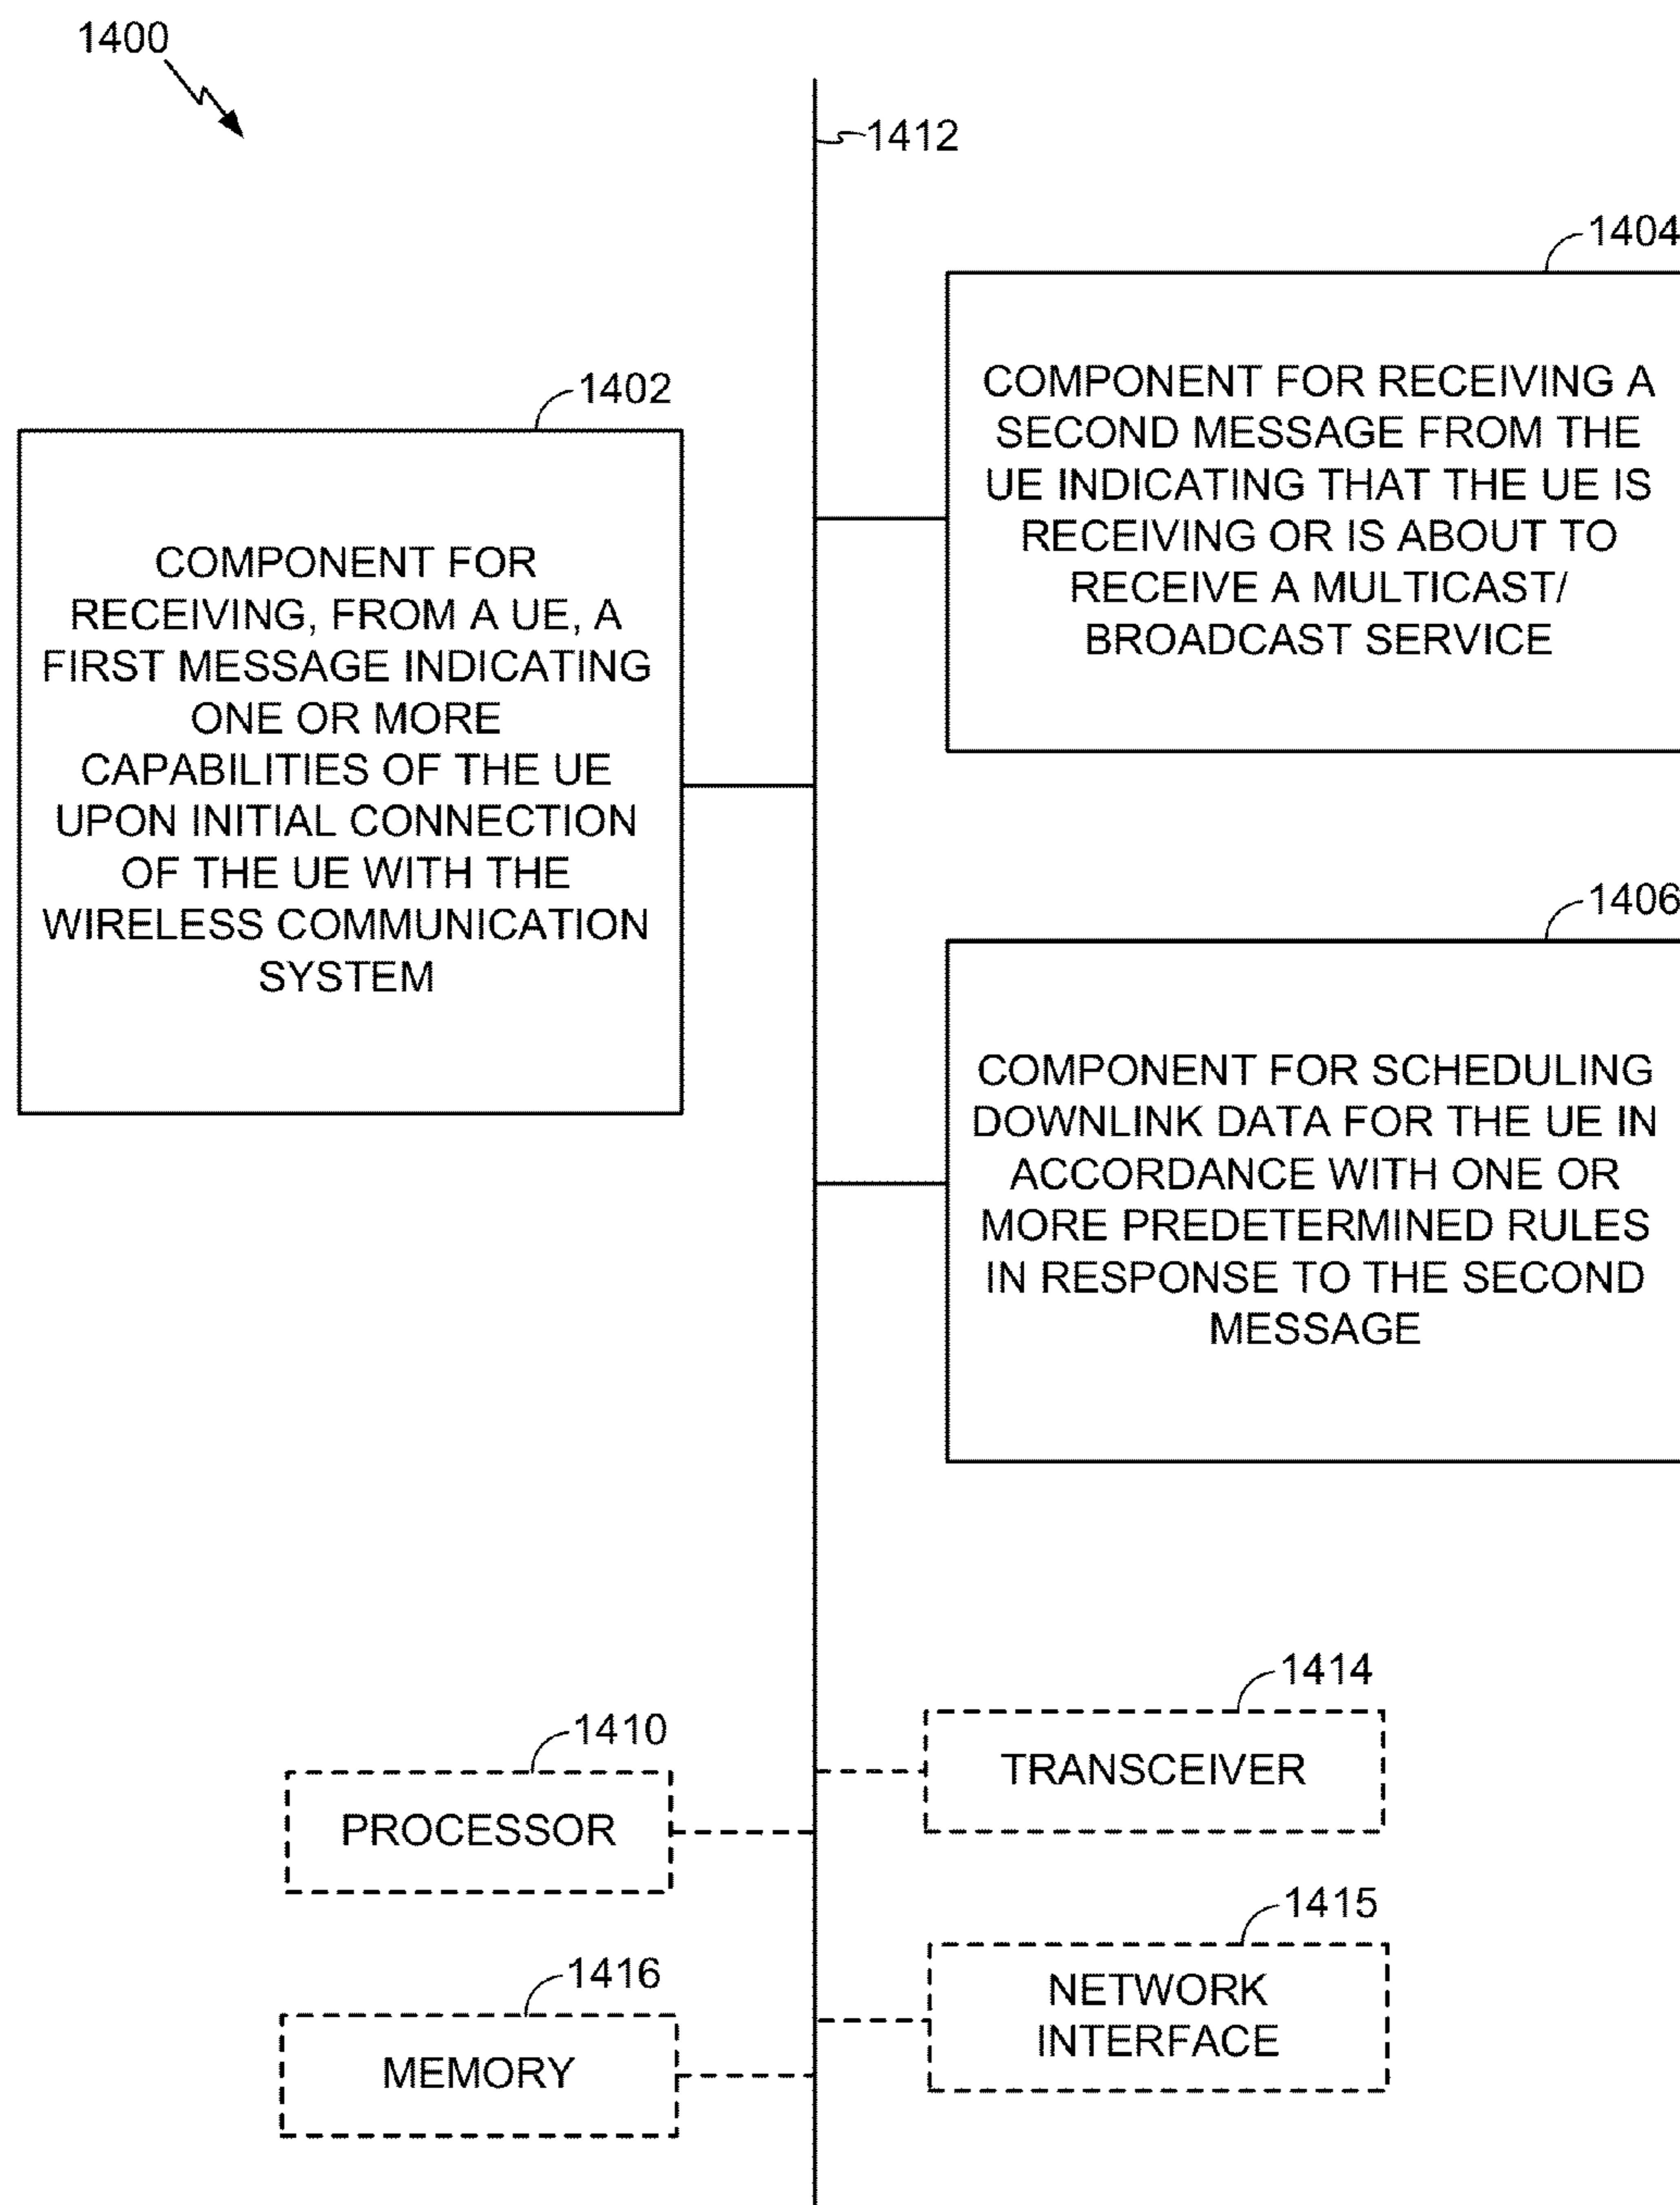 1400
1412
1404
COMPONENT FOR RECEIVING A
SECOND MESSAGE FROM THE
UE INDICATING THAT THE UE IS
RECEIVING OR IS ABOUT TO
RECEIVE A MULTICAST/
BROADCAST SERVICE
1402
COMPONENT FOR
RECEIVING, FROM A UE, A
FIRST MESSAGE INDICATING
ONE OR MORE
CAPABILITIES OF THE UE
UPON INITIAL CONNECTION
OF THE UE WITH THE
WIRELESS COMMUNICATION
SYSTEM
1406
COMPONENT FOR SCHEDULING
DOWNLINK DATA FOR THE UE IN
ACCORDANCE WITH ONE OR
MORE PREDETERMINED RULES
IN RESPONSE TO THE SECOND
MESSAGE
1414
TRANSCEIVER
1410
PROCESSOR
1415
NETWORK
INTERFACE
1416
MEMORY